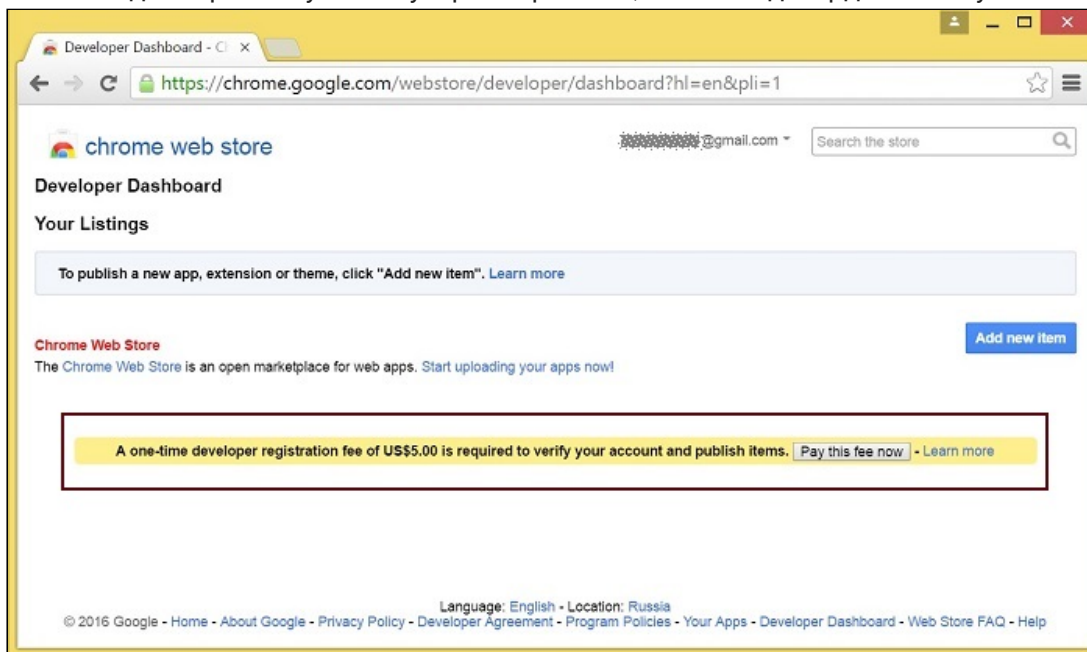 Developer Dashboard - C
https://chrome.google.com/webstore/developer/dashboard?hl=en&pli=1
chrome web store
@gmail.com
Search the store
Developer Dashboard
Your Listings
To publish a new app, extension or theme, click "Add new item". Learn more
Add new item
Chrome Web Store
The Chrome Web Store is an open marketplace for web apps. Start uploading your apps now!
A one-time developer registration fee of US$5.00 is required to verify your account and publish items. Pay this fee now - Learn more
Language: English - Location: Russia
© 2016 Google - Home - About Google - Privacy Policy - Developer Agreement - Program Policies - Your Apps - Developer Dashboard - Web Store FAQ - Help